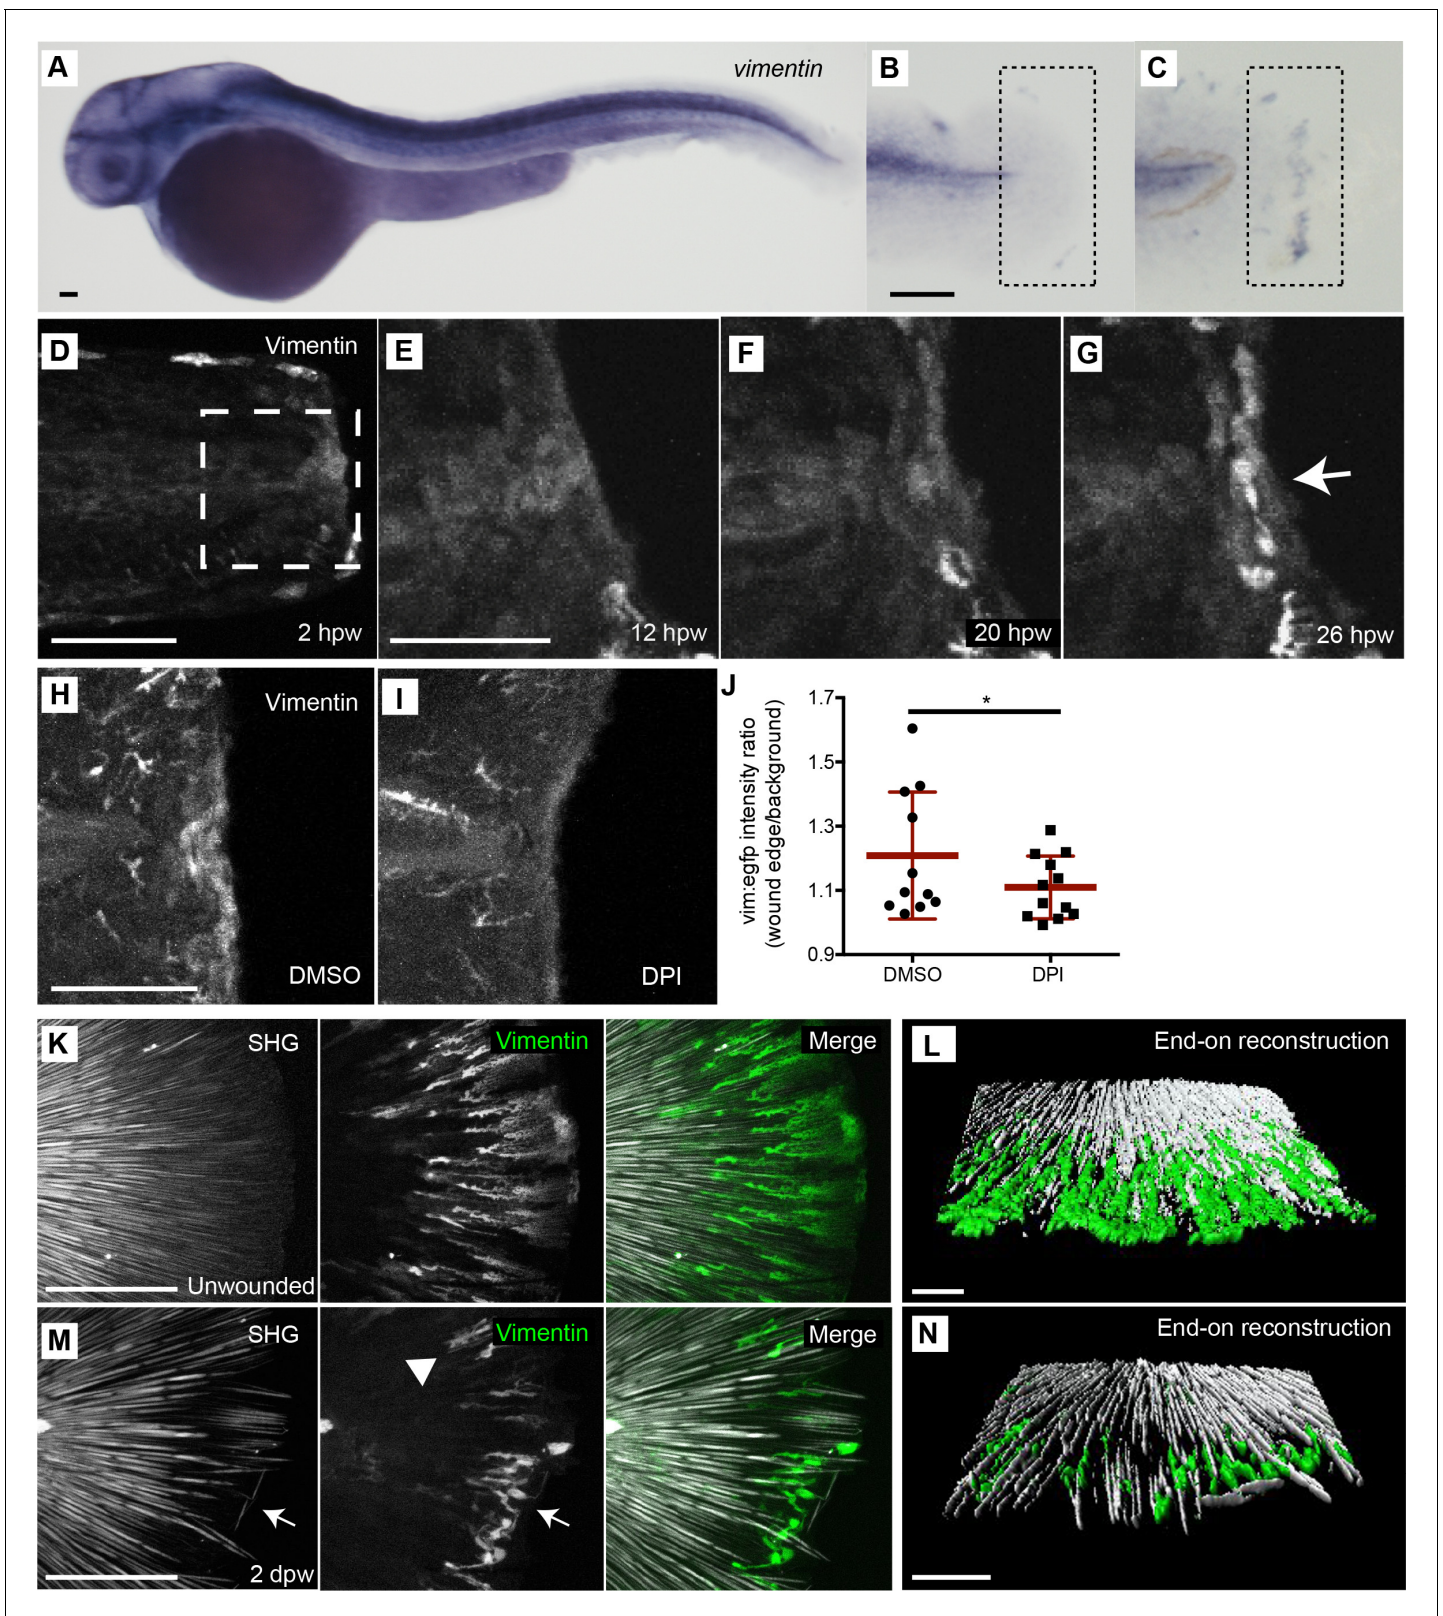 A
vimentin
B
C
D
Vimentin
2 hpw
E
12 hpw
F
20 hpw
G
26 hpw
H
Vimentin
DMSO
I
DPI
J
vim:egfp intensity ratio
(wound edge/background)
1.7
1.5
1.3
1.1
0.9
*
DMSO
DPI
K
SHG
Unwounded
Vimentin
Merge
L
End-on reconstruction
M
SHG
2 dpw
Vimentin
Merge
N
End-on reconstruction